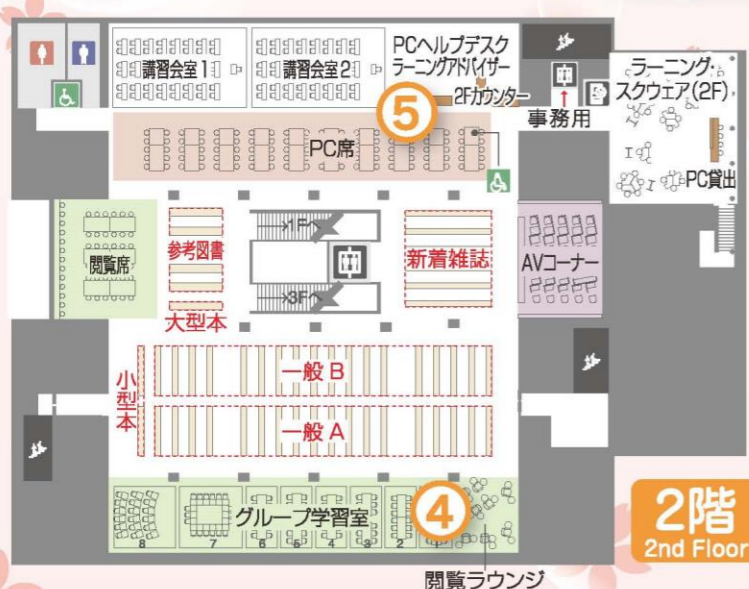 講習会室1
講習会室2
PCヘルプデスク
ラーニングアドバイザー
2Fカウンター
事務用
ラーニング・
スクウェア(2F)
PC貸出
⑤
PC席
閲覧席
参考図書
大型本
1Fへ
3Fへ
新着雑誌
AVコーナー
小型本
一般 B
一般 A
グループ学習室
④
8
7
6
5
4
3
2
閲覧ラウンジ
2階
2nd Floor